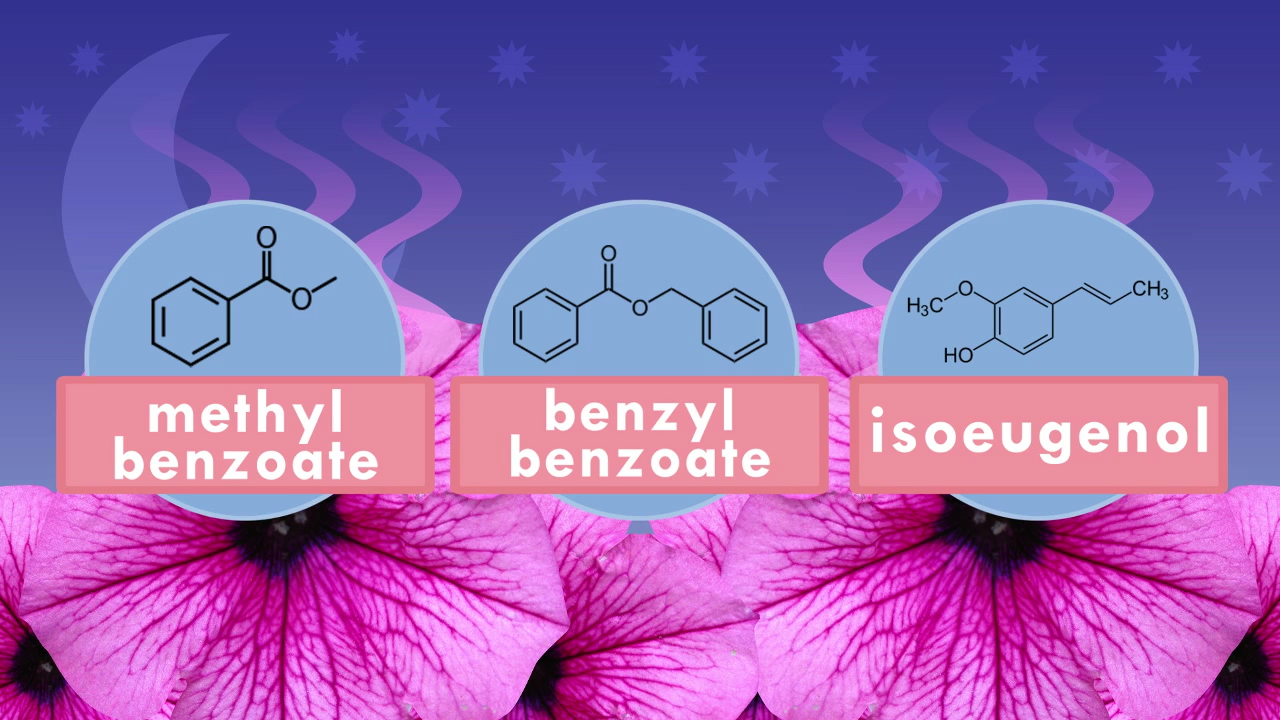 O
O
methyl
benzoate
O
O
benzyl
benzoate
O
H₃C
CH₃
HO
isoeugenol